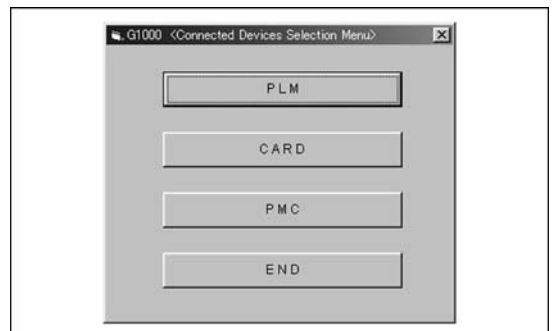 G1000 <Connected Devices Selection Menu>
PLM
CARD
PMC
END